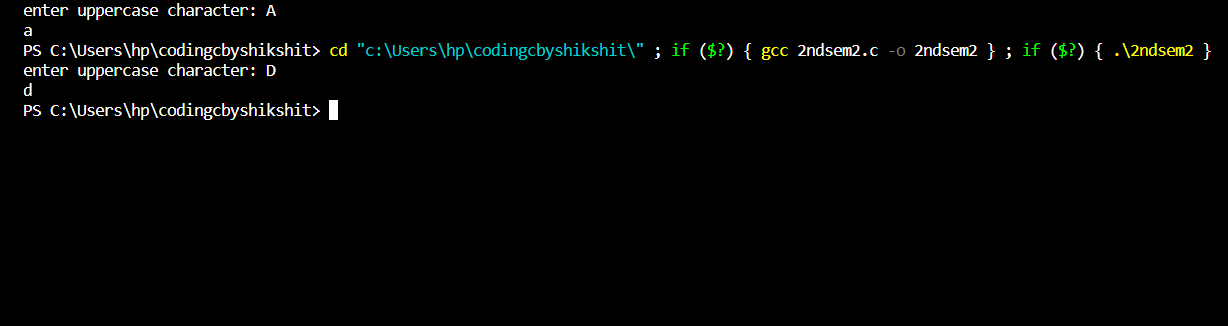 enter uppercase character: A
a
PS C:\Users\hp\codingcbyshikshit> cd "c:\Users\hp\codingcbyshikshit\" ; if ($?) { gcc 2ndsem2.c -o 2ndsem2 } ; if ($?) { .\2ndsem2 }
enter uppercase character: D
d
PS C:\Users\hp\codingcbyshikshit>